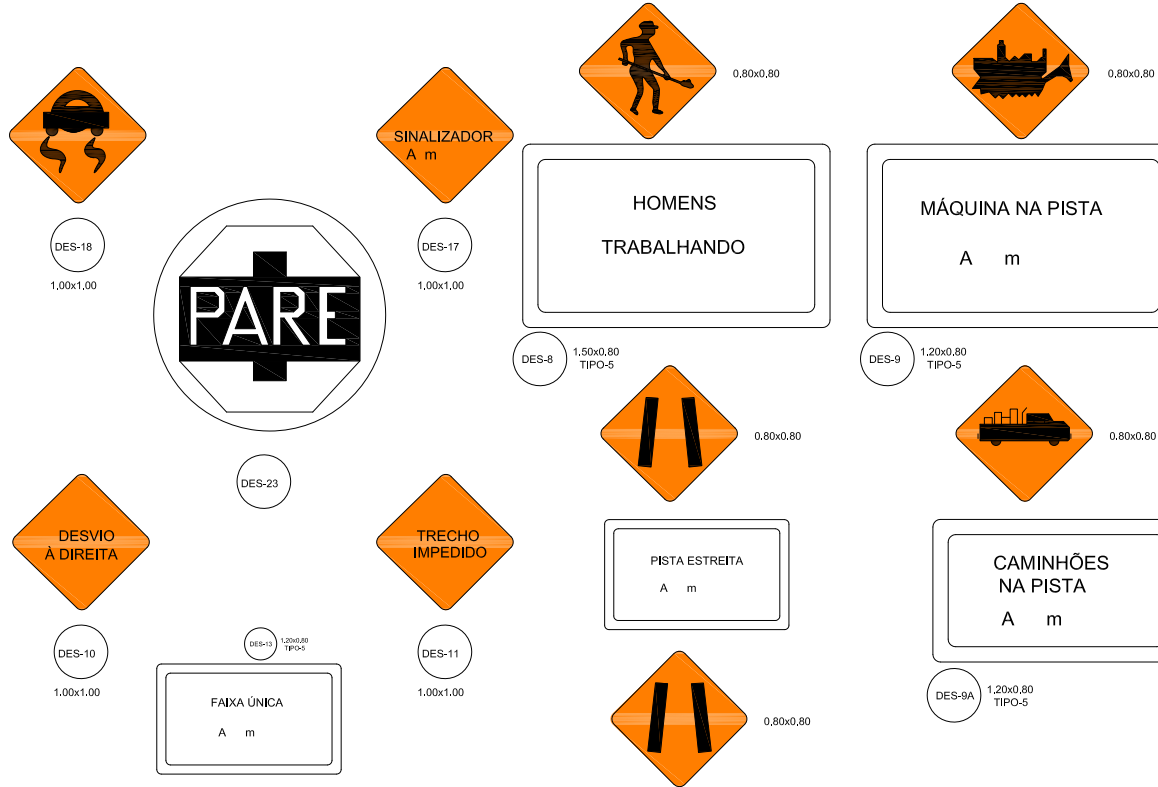 0,80x0,80
0,80x0,80
SINALIZADOR
A m
HOMENS
TRABALHANDO
MÁQUINA NA PISTA
A m
DES-18
1,00x1,00
DES-17
1,00x1,00
PARE
DES-8
1,50x0,80
TIPO-5
DES-9
1,20x0,80
TIPO-5
0.80x0.80
0.80x0.80
DES-23
DESVIO
À DIREITA
TRECHO
IMPEDIDO
PISTA ESTREITA
A m
CAMINHÕES
NA PISTA
A m
DES-10
1.00x1.00
DES-13
1,20x0,80
TIPO-5
DES-11
1.00x1.00
FAIXA ÚNICA
A m
DES-9A
1,20x0,80
TIPO-5
0,80x0,80